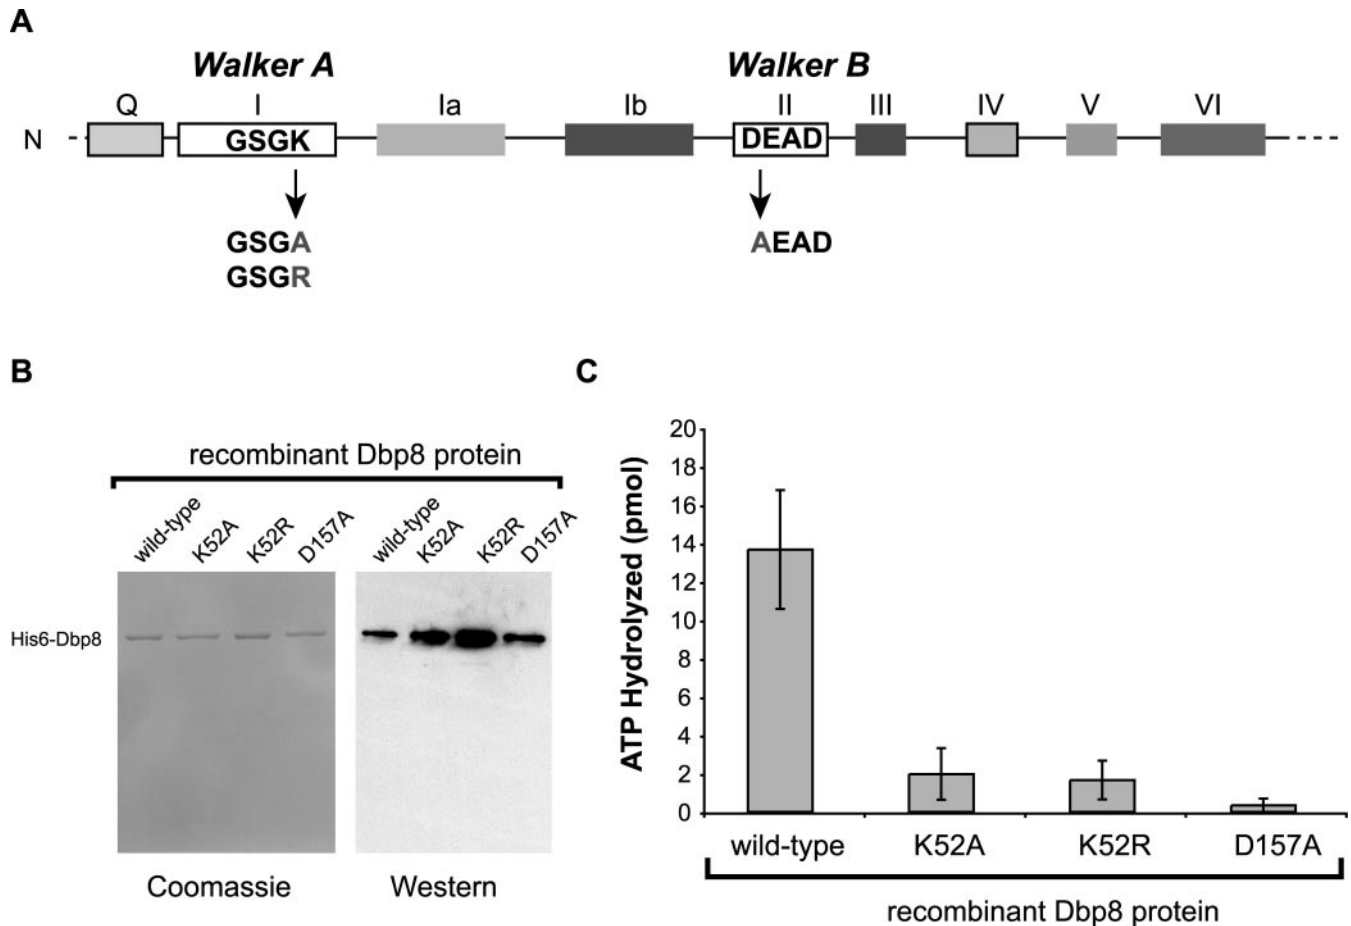 A
Walker A
Walker B
Q I Ia Ib II III IV V VI
N GSGK DEAD
GSGA AEAD
GSGR
B
recombinant Dbp8 protein
wild-type K52A K52R D157A wild-type K52A K52R D157A
His6-Dbp8
Coomassie Western
C
ATP Hydrolyzed (pmol)
20
18
16
14
12
10
8
6
4
2
0
wild-type K52A K52R D157A
recombinant Dbp8 protein